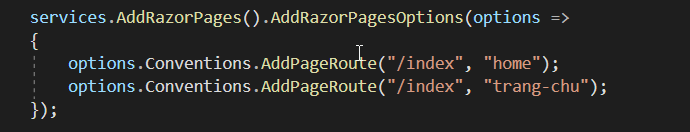 services.AddRazorPages().AddRazorPagesOptions(options =>
{
    options.Conventions.AddPageRoute("/index", "home");
    options.Conventions.AddPageRoute("/index", "trang-chu");
});